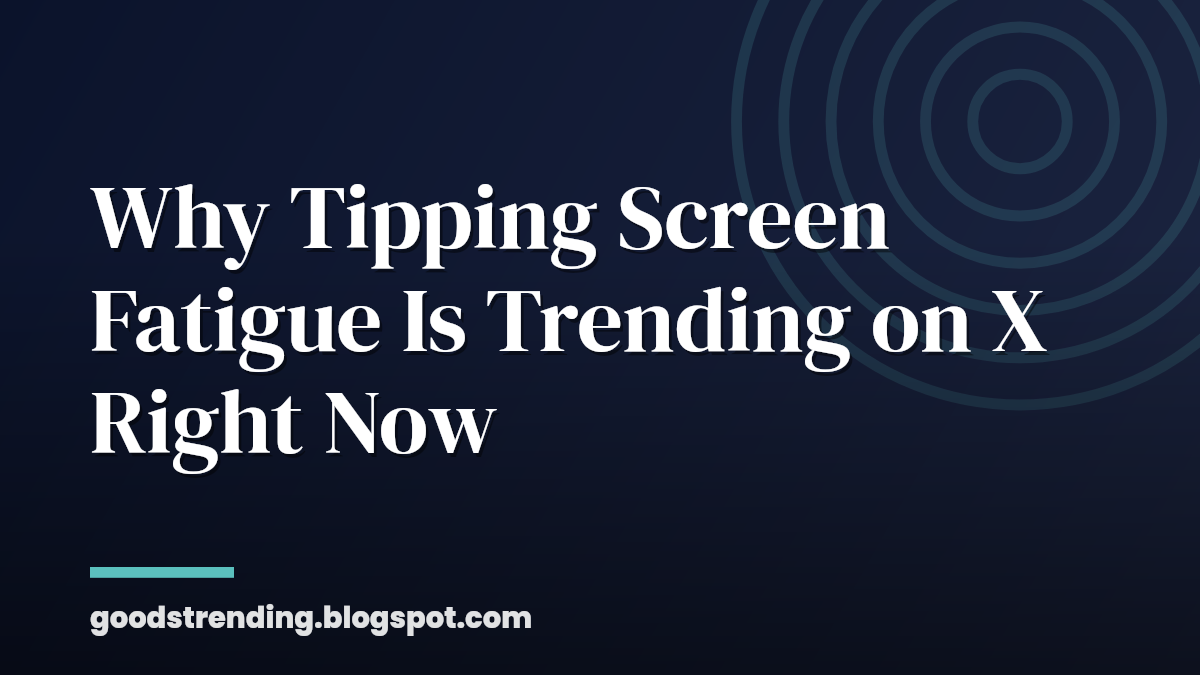 Why Tipping Screen
Fatigue Is Trending on X
Right Now
goodstrending.blogspot.com